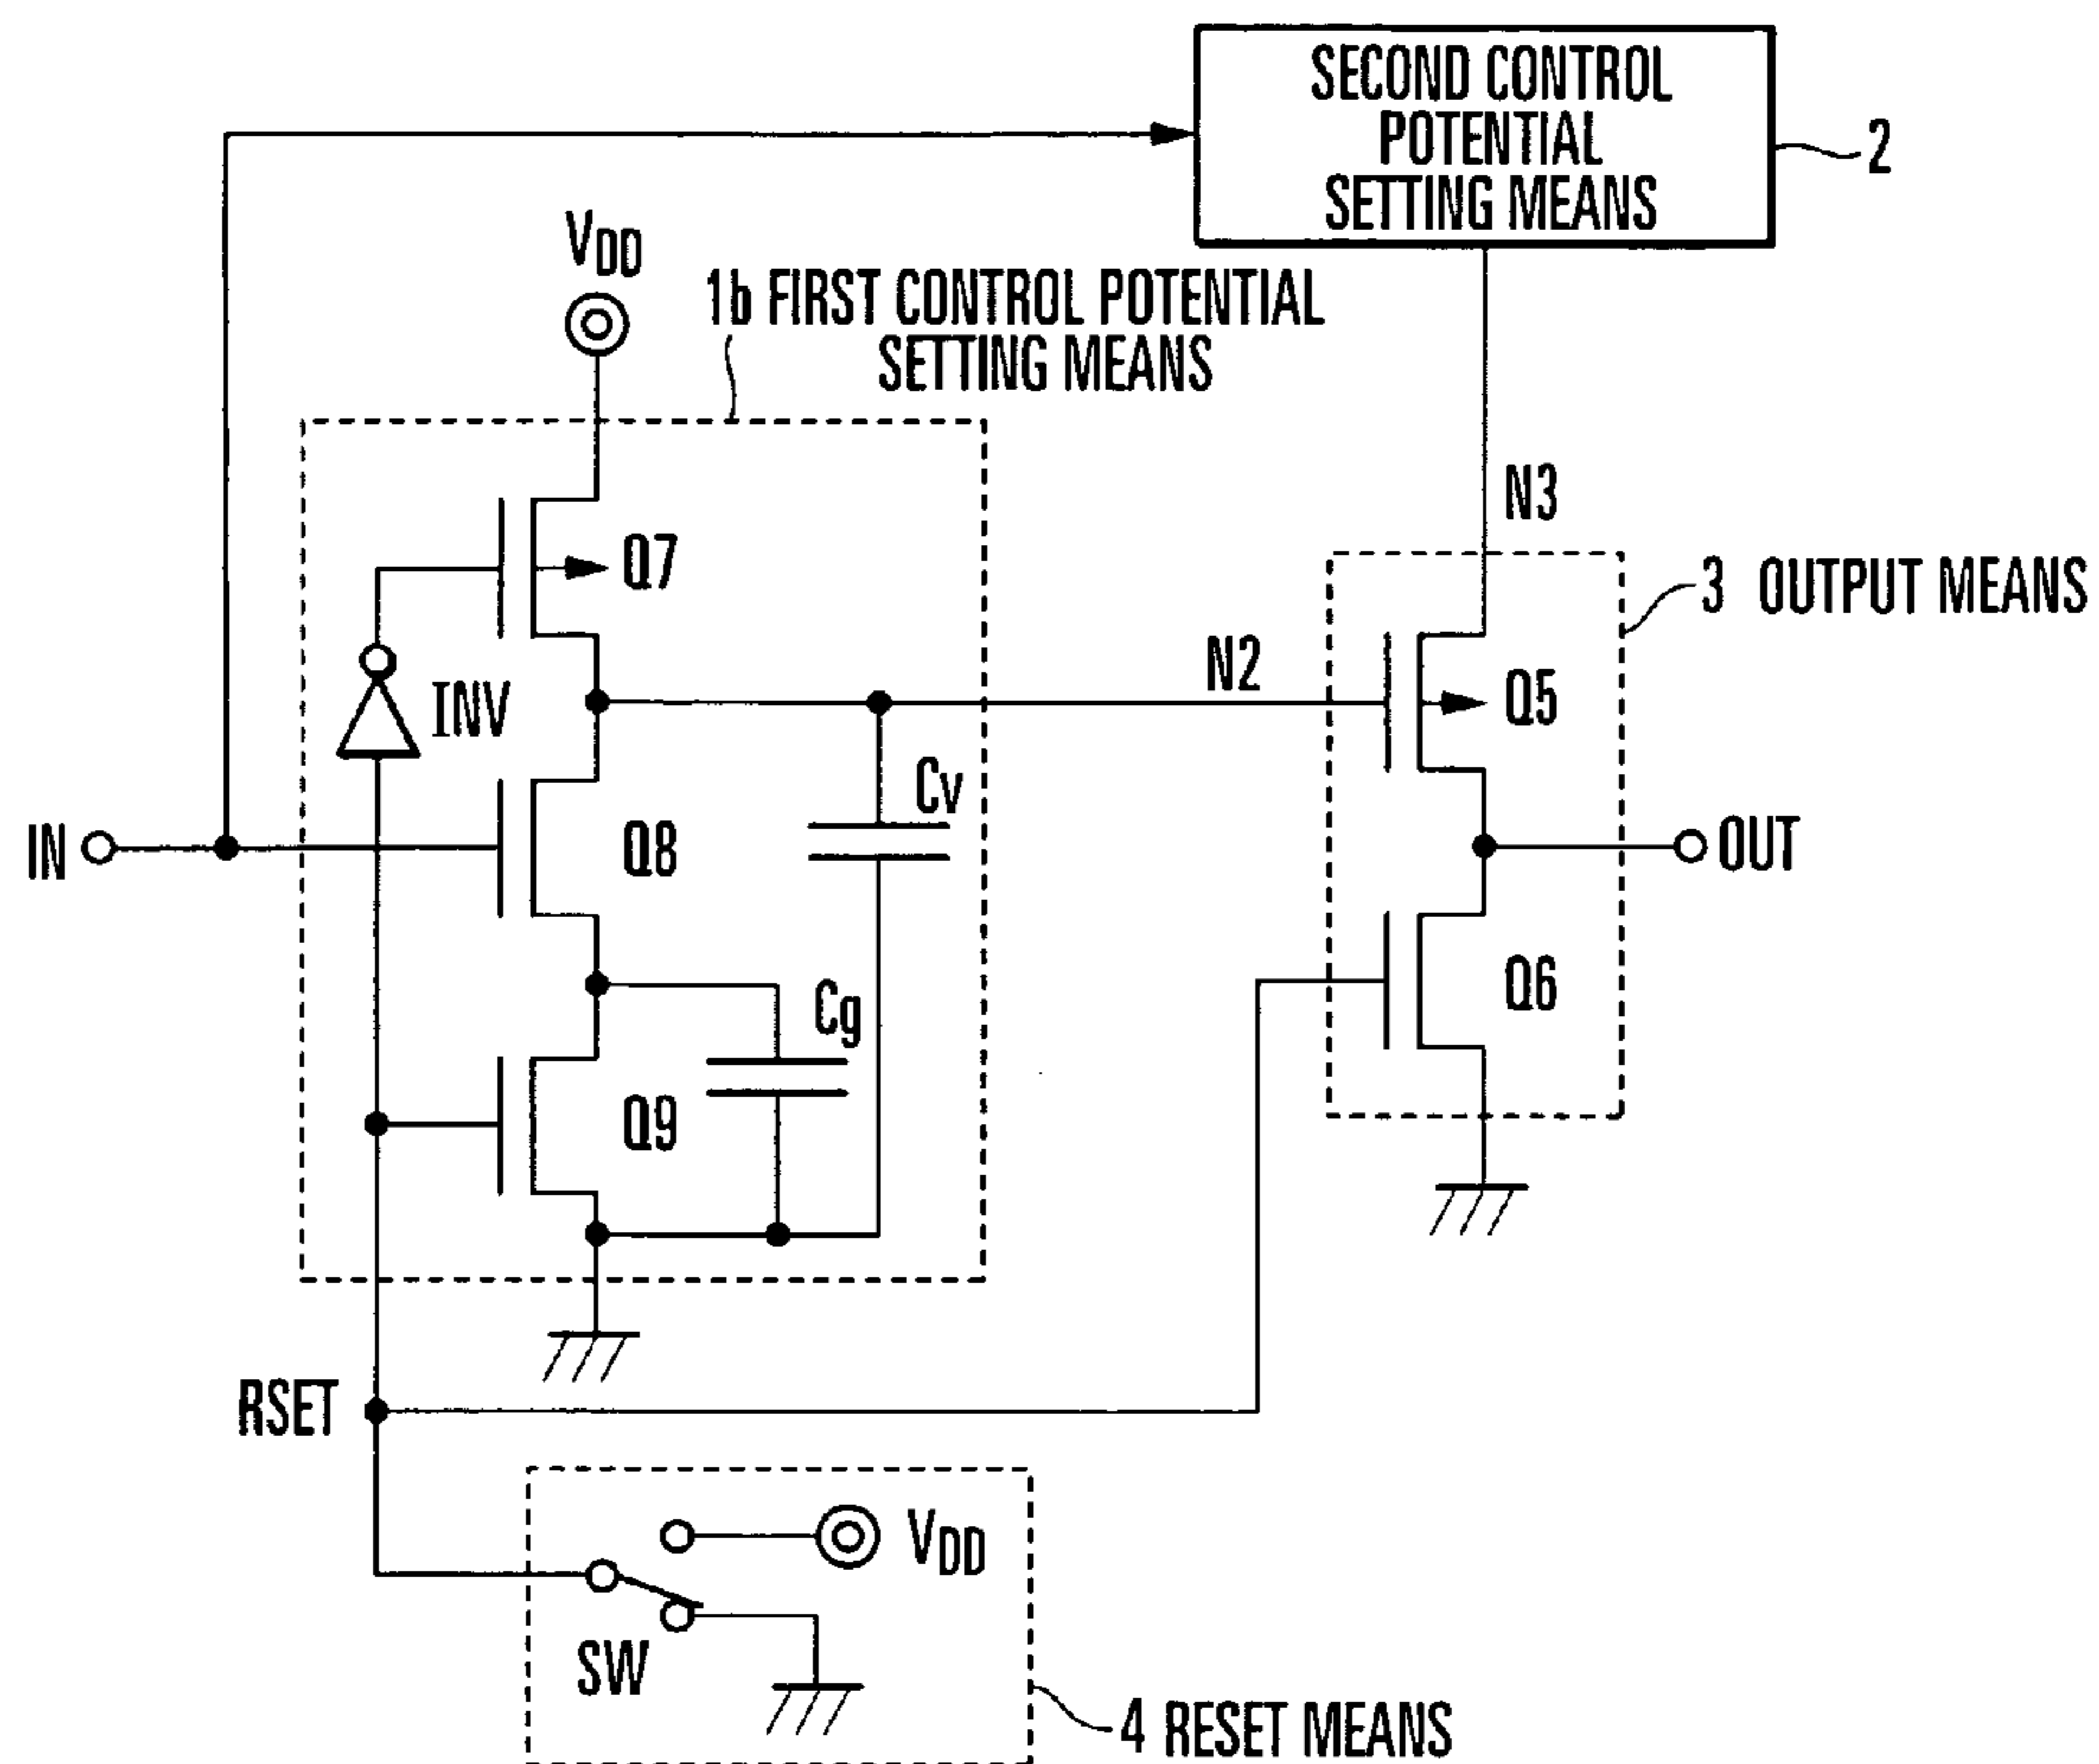 SECOND CONTROL
POTENTIAL
SETTING MEANS
2
VDD
1b FIRST CONTROL POTENTIAL
SETTING MEANS
N3
Q7
3 OUTPUT MEANS
N2
Q5
INV
Cv
IN
Q8
OUT
Cg
Q6
Q9
RSET
VDD
SW
4 RESET MEANS